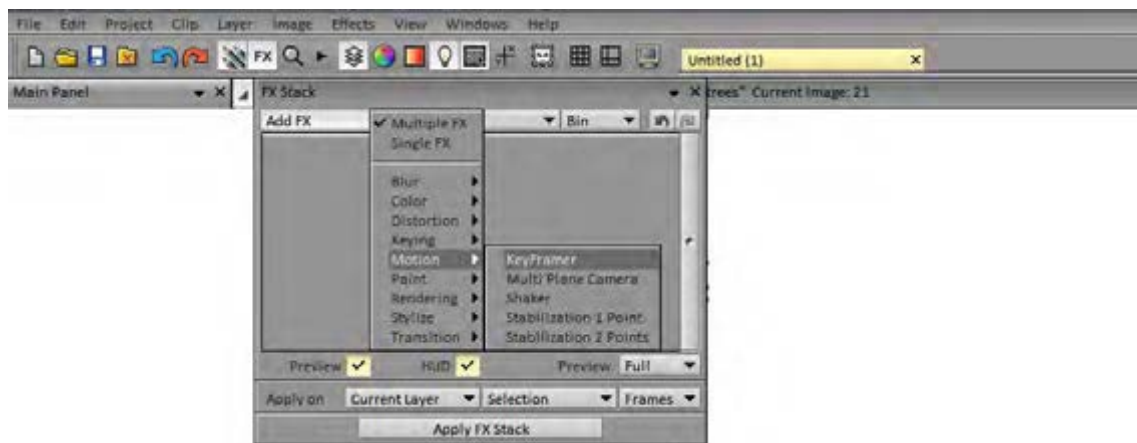 File Edit Project Clip Layer Image Effects View Windows Help
FX
Untitled (1)
Main Panel
FX Stack
trees" Current Image: 21
Add FX
Multiple FX
Bin
Single FX
Blur
Color
Distortion
Keying
Motion
KeyFramer
Paint
Multi Plane Camera
Rendering
Shaker
Stylize
Stabilization 1 Point
Transition
Stabilization 2 Points
Preview
HUD
Preview
Full
Apply on
Current Layer
Selection
Frames
Apply FX Stack